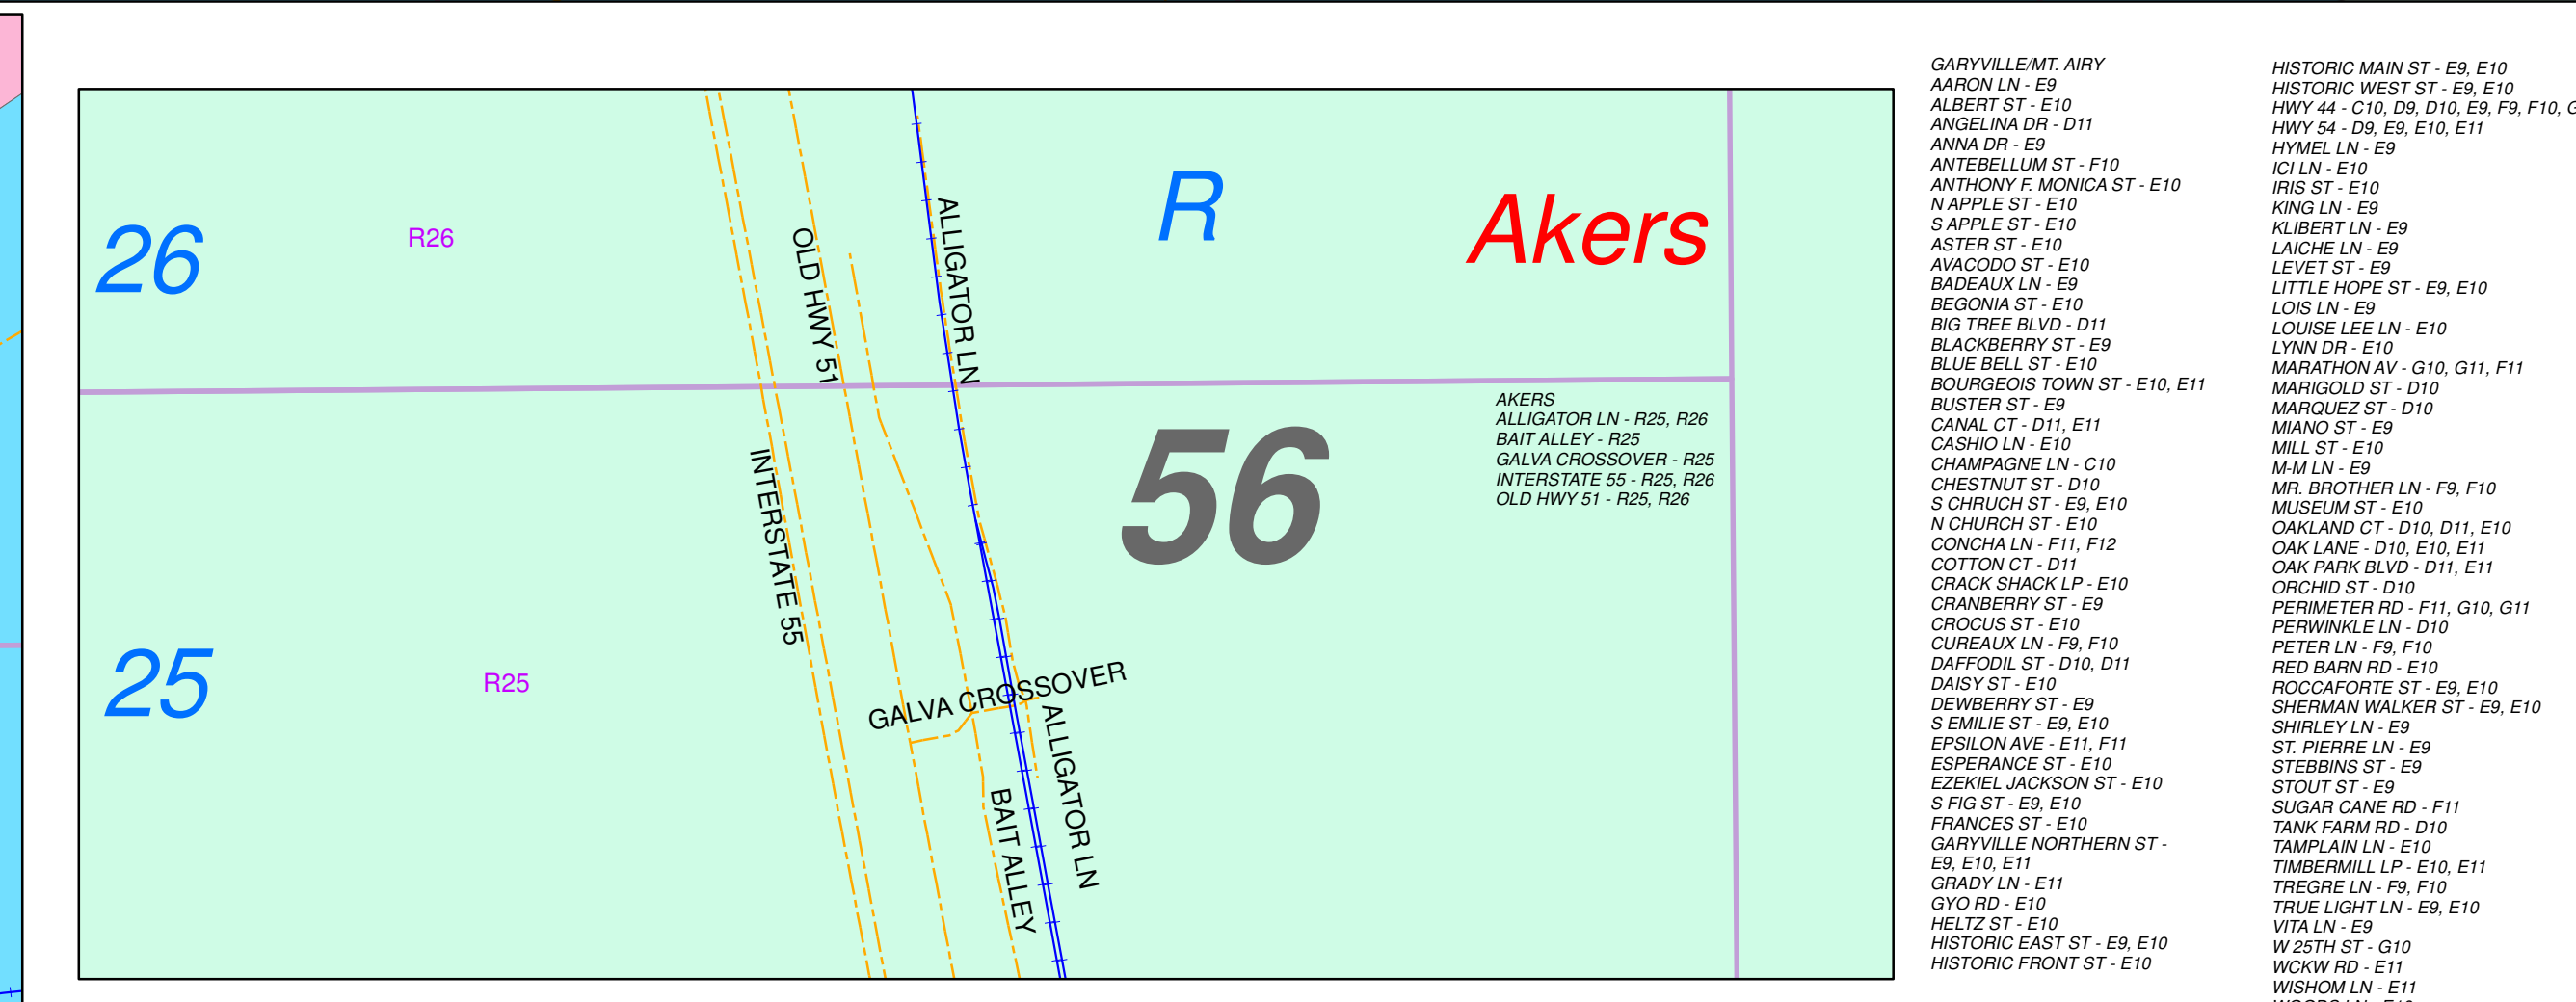 26
R26
R
Akers
OLD HWY 51
ALLIGATOR LN
INTERSTATE 55
56
AKERS
ALLIGATOR LN - R25, R26
BAIT ALLEY - R25
GALVA CROSSOVER - R25
INTERSTATE 55 - R25, R26
OLD HWY 51 - R25, R26
25
R25
GALVA CROSSOVER
ALLIGATOR LN
BAIT ALLEY
GARYVILLE/MT. AIRY
AARON LN - E9
ALBERT ST - E10
ANGELINA DR - D11
ANNA DR - E9
ANTEBELLUM ST - F10
ANTHONY F. MONICA ST - E10
N APPLE ST - E10
S APPLE ST - E10
ASTER ST - E10
AVACODO ST - E10
BADEAUX LN - E9
BEGONIA ST - E10
BIG TREE BLVD - D11
BLACKBERRY ST - E9
BLUE BELL ST - E10
BOURGEOIS TOWN ST - E10, E11
BUSTER ST - E9
CANAL CT - D11, E11
CASHIO LN - E10
CHAMPAGNE LN - C10
CHESTNUT ST - D10
S CHRUCH ST - E9, E10
N CHURCH ST - E10
CONCHA LN - F11, F12
COTTON CT - D11
CRACK SHACK LP - E10
CRANBERRY ST - E9
CROCUS ST - E10
CUREAUX LN - F9, F10
DAFFODIL ST - D10, D11
DAISY ST - E10
DEWBERRY ST - E9
S EMILIE ST - E9, E10
EPSILON AVE - E11, F11
ESPERANCE ST - E10
EZEKIEL JACKSON ST - E10
S FIG ST - E9, E10
FRANCES ST - E10
GARYVILLE NORTHERN ST -
E9, E10, E11
GRADY LN - E11
GYO RD - E10
HELTZ ST - E10
HISTORIC EAST ST - E9, E10
HISTORIC FRONT ST - E10
HISTORIC MAIN ST - E9, E10
HISTORIC WEST ST - E9, E10
HWY 44 - C10, D9, D10, E9, F9, F10,
HWY 54 - D9, E9, E10, E11
HYMEL LN - E9
ICI LN - E10
IRIS ST - E10
KING LN - E9
KLIBERT LN - E9
LAICHE LN - E9
LEVET ST - E9
LITTLE HOPE ST - E9, E10
LOIS LN - E9
LOUISE LEE LN - E10
LYNN DR - E10
MARATHON AV - G10, G11, F11
MARIGOLD ST - D10
MARQUEZ ST - D10
MIANO ST - E9
MILL ST - E10
M-M LN - E9
MR. BROTHER LN - F9, F10
MUSEUM ST - E10
OAKLAND CT - D10, D11, E10
OAK LANE - D10, E10, E11
OAK PARK BLVD - D11, E11
ORCHID ST - D10
PERIMETER RD - F11, G10, G11
PERWINKLE LN - D10
PETER LN - F9, F10
RED BARN RD - E10
ROCCAFORTE ST - E9, E10
SHERMAN WALKER ST - E9, E10
SHIRLEY LN - E9
ST. PIERRE LN - E9
STEBBINS ST - E9
STOUT ST - E9
SUGAR CANE RD - F11
TANK FARM RD - D10
TAMPLAIN LN - E10
TIMBERMILL LP - E10, E11
TREGRE LN - F9, F10
TRUE LIGHT LN - E9, E10
VITA LN - E9
W 25TH ST - G10
WCKW RD - E11
WISHOM LN - E11